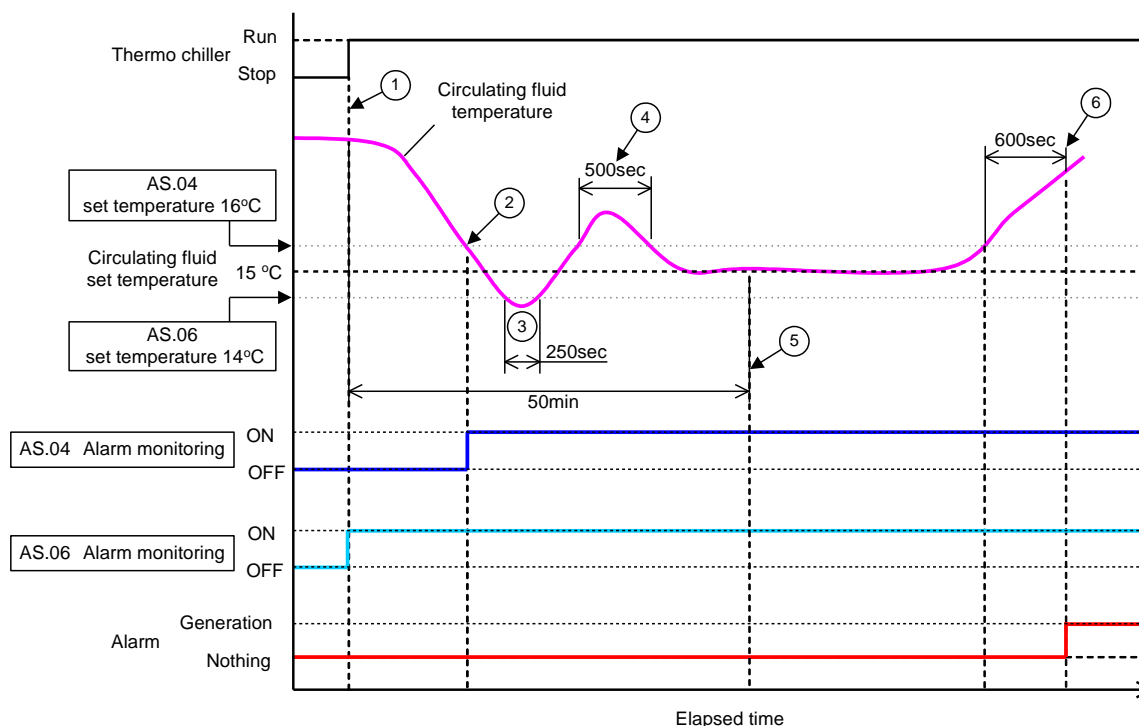 Run
Thermo chiller
Stop
1
Circulating fluid
temperature
4
6
500sec
600sec
AS.04
set temperature 16°C
2
Circulating fluid
set temperature
15 °C
AS.06
set temperature 14°C
3
250sec
5
50min
AS.04 Alarm monitoring
ON
OFF
AS.06 Alarm monitoring
ON
OFF
Generation
Alarm
Nothing
Elapsed time